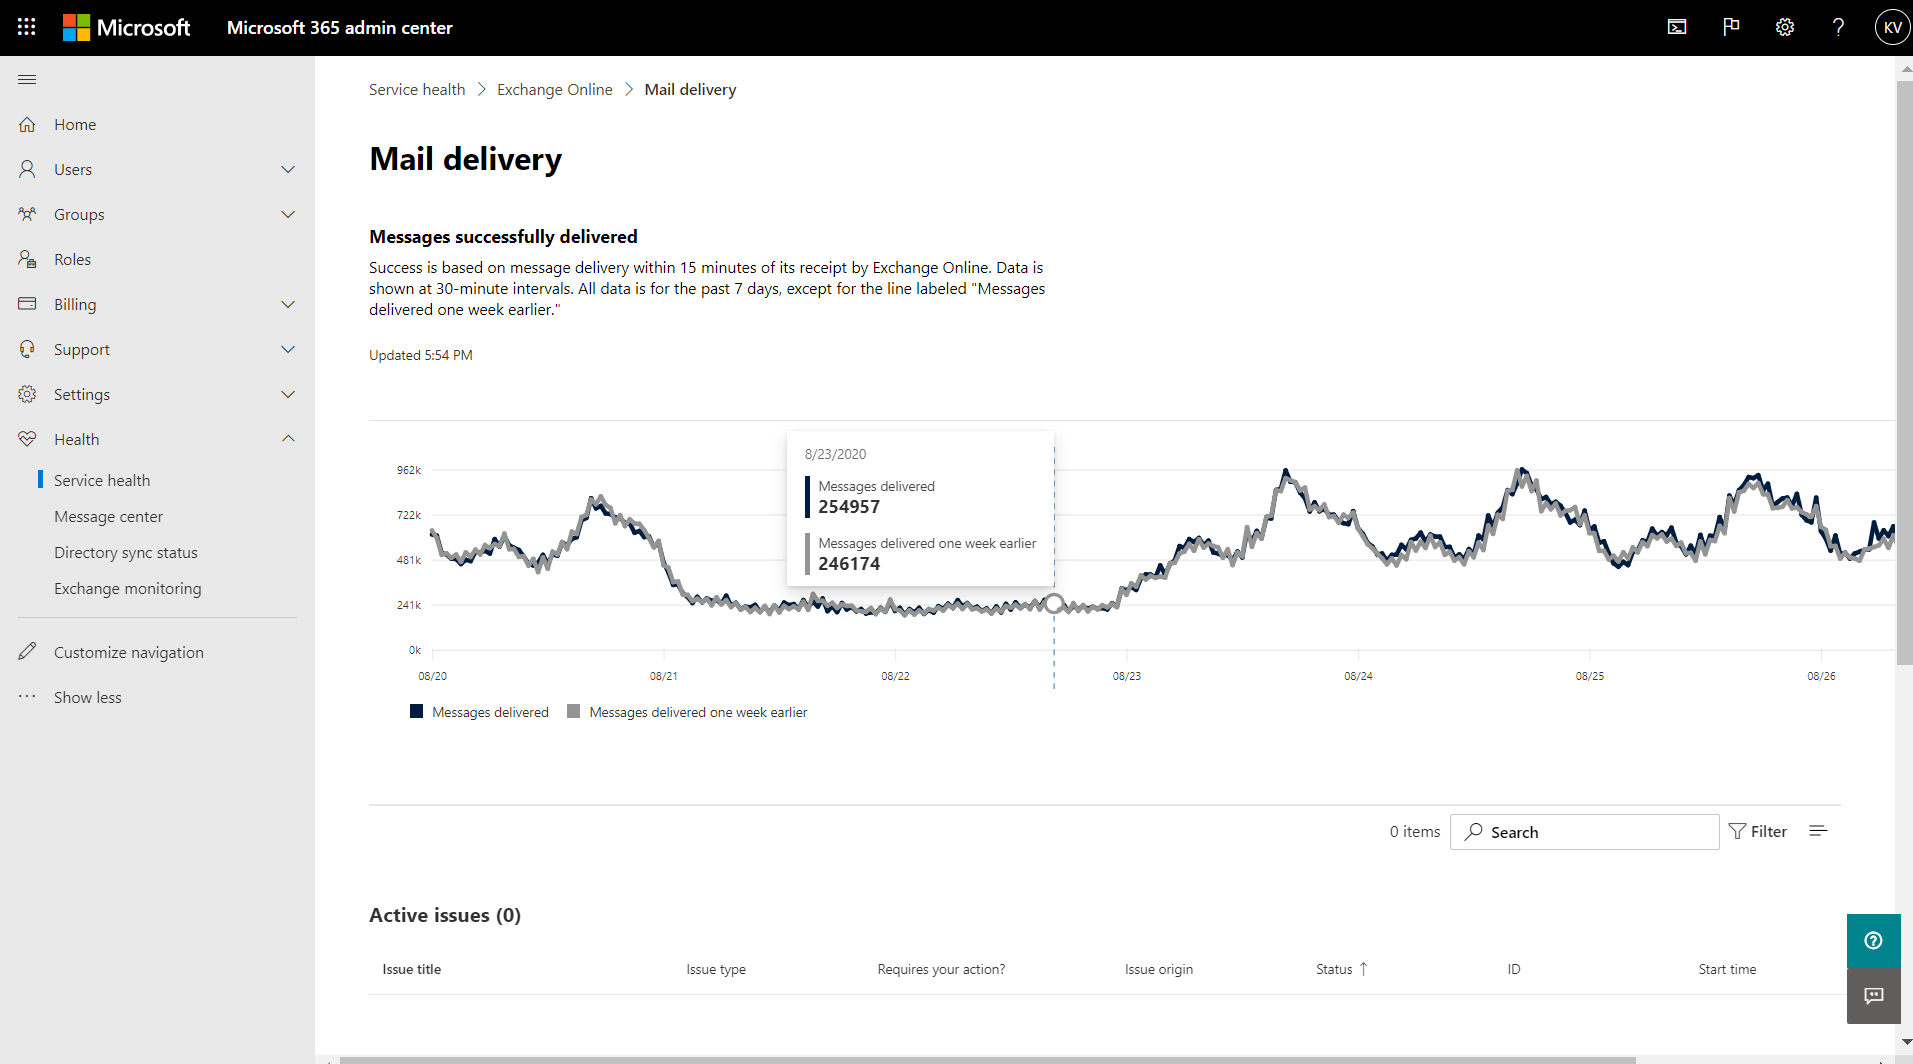 Microsoft
Microsoft 365 admin center
KV
Home
Users
Groups
Roles
Billing
Support
Settings
Health
Service health
Message center
Directory sync status
Exchange monitoring
Customize navigation
Show less
Service health
Exchange Online
Mail delivery
Mail delivery
Messages successfully delivered
Success is based on message delivery within 15 minutes of its receipt by Exchange Online. Data is
shown at 30-minute intervals. All data is for the past 7 days, except for the line labeled "Messages
delivered one week earlier."
Updated 5:54 PM
8/23/2020
Messages delivered
254957
Messages delivered one week earlier
246174
962k
722k
481k
241k
0k
08/20
08/21
08/22
08/23
08/24
08/25
08/26
Messages delivered
Messages delivered one week earlier
0 items
Search
Filter
Active issues (0)
Issue title
Issue type
Requires your action?
Issue origin
Status ↑
ID
Start time